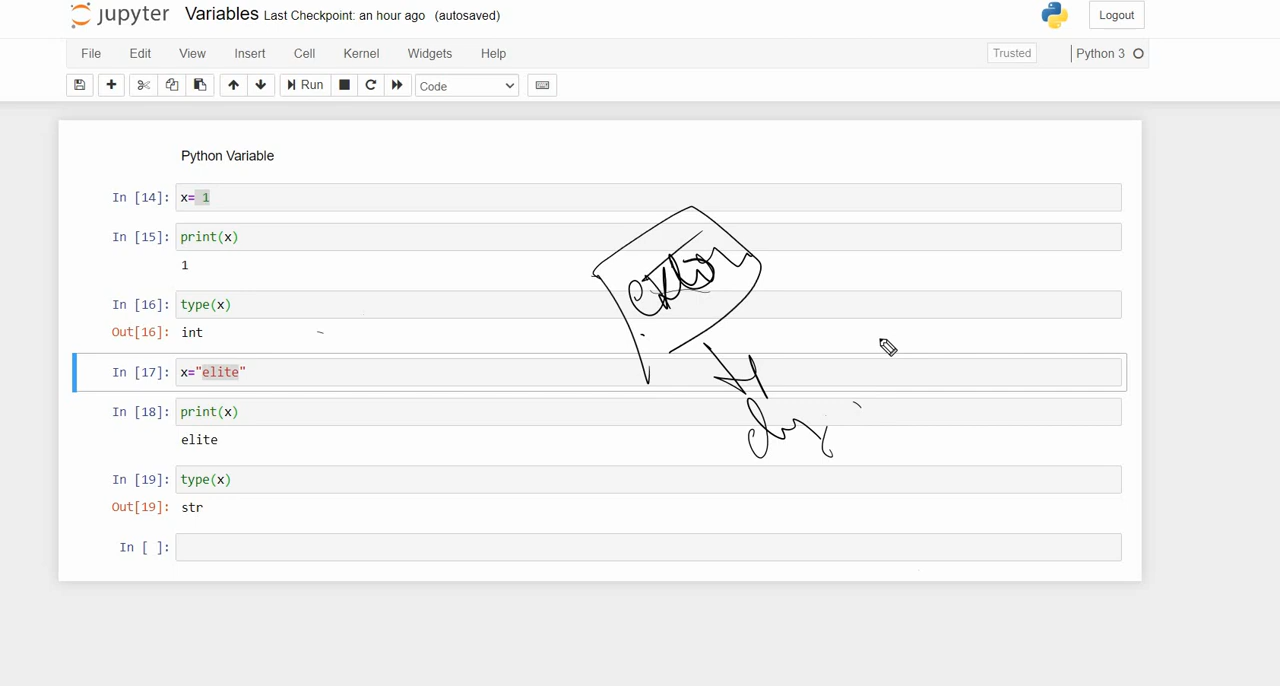 jupyter Variables Last Checkpoint: an hour ago (autosaved) Logout
File Edit View Insert Cell Kernel Widgets Help Trusted Python 3
Run Code
Python Variable
In [14]: x= 1
In [15]: print(x)
1
In [16]: type(x)
Out[16]: int
In [17]: x="elite"
In [18]: print(x)
elite
In [19]: type(x)
Out[19]: str
In [ ]: